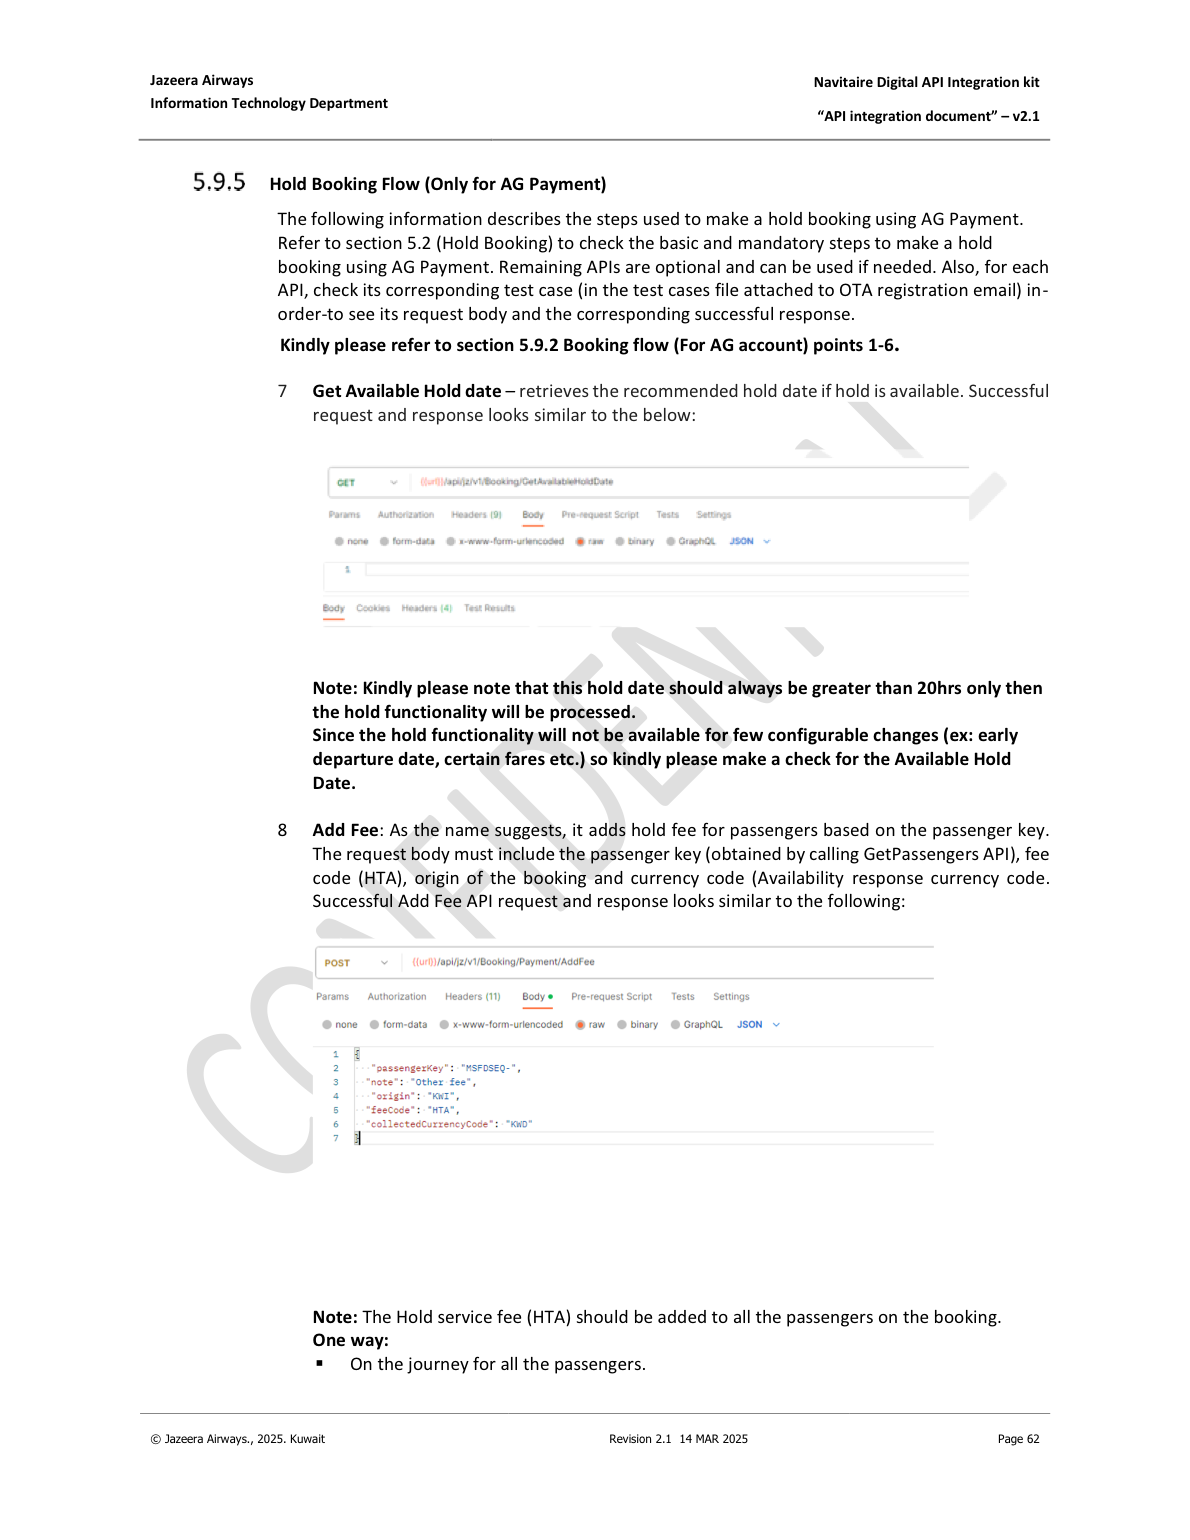 Jazeera Airways
Information Technology Department
Navitaire Digital API Integration kit
“API integration document” – v2.1
5.9.5 Hold Booking Flow (Only for AG Payment)
The following information describes the steps used to make a hold booking using AG Payment.
Refer to section 5.2 (Hold Booking) to check the basic and mandatory steps to make a hold
booking using AG Payment. Remaining APIs are optional and can be used if needed. Also, for each
API, check its corresponding test case (in the test cases file attached to OTA registration email) in-
order-to see its request body and the corresponding successful response.
Kindly please refer to section 5.9.2 Booking flow (For AG account) points 1-6.
7 Get Available Hold date – retrieves the recommended hold date if hold is available. Successful
request and response looks similar to the below:
GET {{url}}/api/jz/v1/Booking/GetAvailableHoldDate
Params Authorization Headers (9) Body Pre-request Script Tests Settings
none form-data x-www-form-urlencoded raw binary GraphQL JSON
1
Body Cookies Headers (4) Test Results
Note: Kindly please note that this hold date should always be greater than 20hrs only then
the hold functionality will be processed.
Since the hold functionality will not be available for few configurable changes (ex: early
departure date, certain fares etc.) so kindly please make a check for the Available Hold
Date.
8 Add Fee: As the name suggests, it adds hold fee for passengers based on the passenger key.
The request body must include the passenger key (obtained by calling GetPassengers API), fee
code (HTA), origin of the booking and currency code (Availability response currency code.
Successful Add Fee API request and response looks similar to the following:
POST {{url}}/api/jz/v1/Booking/Payment/AddFee
Params Authorization Headers (11) Body Pre-request Script Tests Settings
none form-data x-www-form-urlencoded raw binary GraphQL JSON
1 {
2 "passengerKey": "MSFDSEQ-",
3 "note": "Other fee",
4 "origin": "KWI",
5 "feeCode": "HTA",
6 "collectedCurrencyCode": "KWD"
7 }
Note: The Hold service fee (HTA) should be added to all the passengers on the booking.
One way:
▪ On the journey for all the passengers.
© Jazeera Airways., 2025. Kuwait
Revision 2.1 14 MAR 2025
Page 62